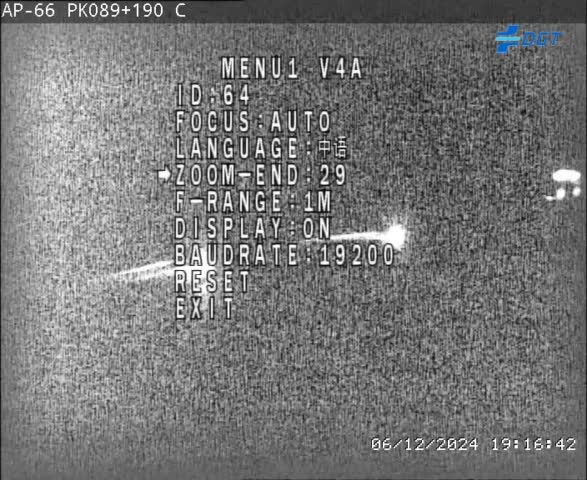 AP-66 PK089+190 C
DGT
MENU1 V4A
ID:64
FOCUS:AUTO
LANGUAGE:中语
ZOOM-END:29
F-RANGE:1M
DISPLAY:ON
BAUDRATE:19200
RESET
EXIT
06/12/2024 19:16:42